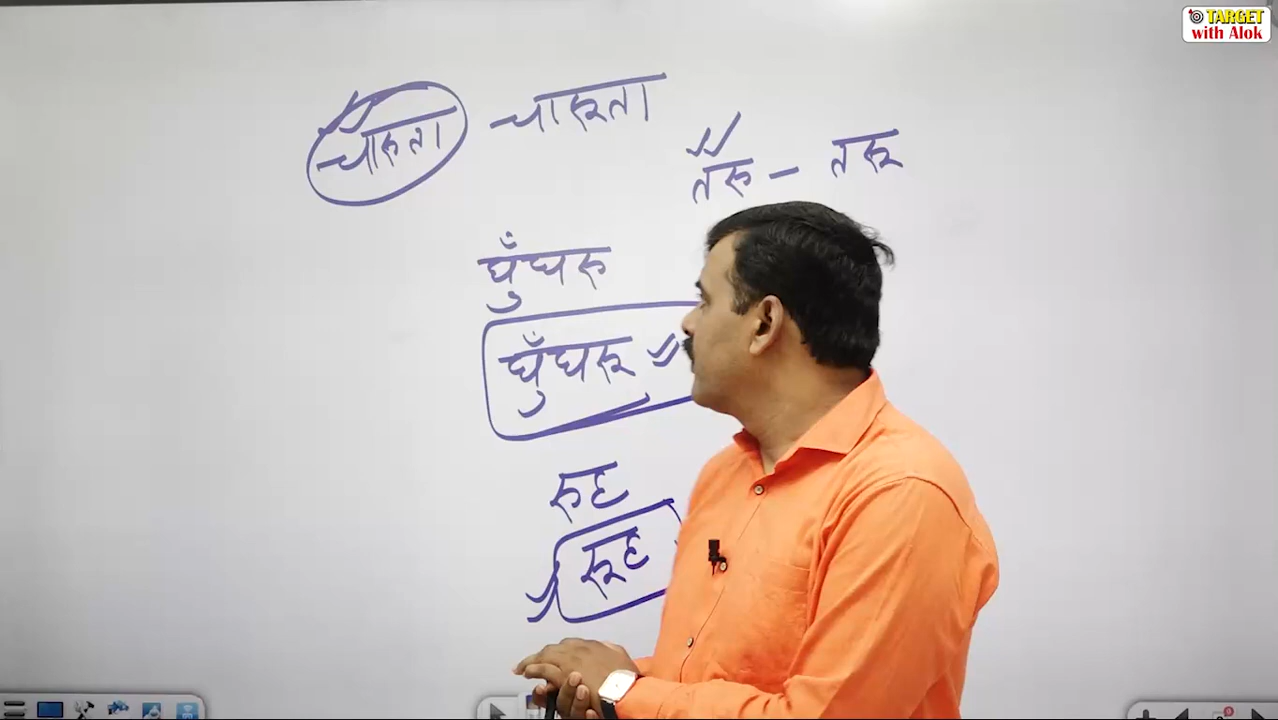 TARGET
with Alok
चारुता चारूता
तरु - तरू
घुँघरु
घुँघरू
रुह
रूह